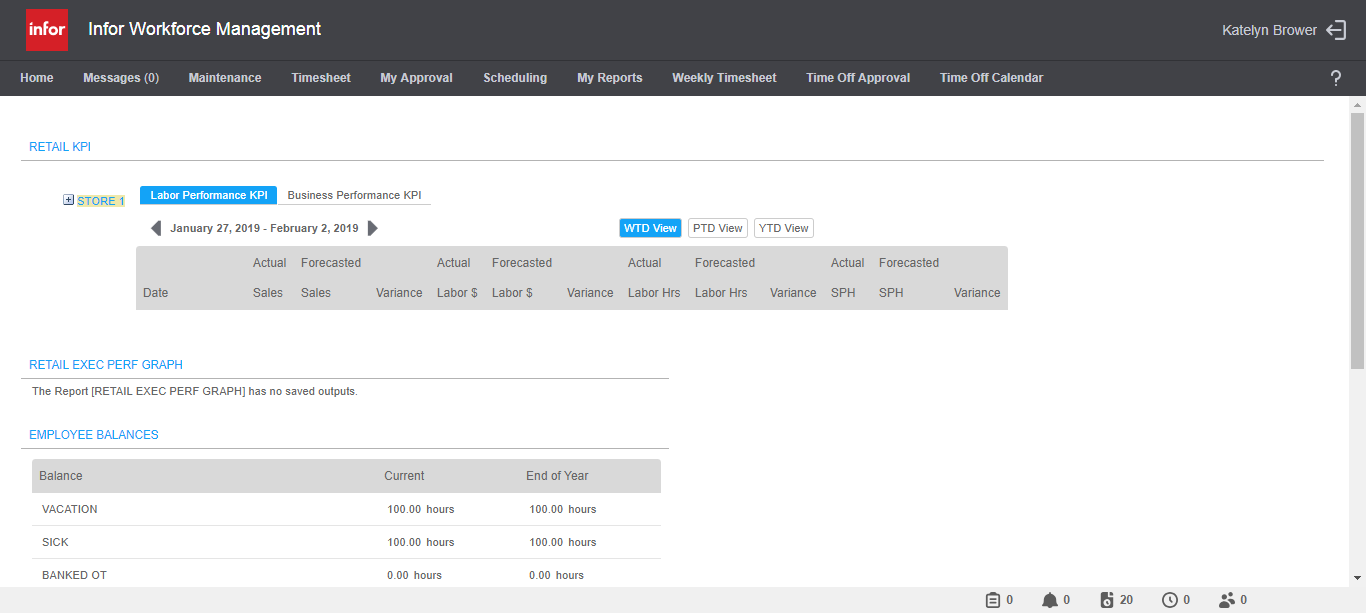 infor Infor Workforce Management Katelyn Brower
Home Messages (0) Maintenance Timesheet My Approval Scheduling My Reports Weekly Timesheet Time Off Approval Time Off Calendar ?
RETAIL KPI
STORE 1 Labor Performance KPI Business Performance KPI
January 27, 2019 - February 2, 2019 WTD View PTD View YTD View
Actual Forecasted Actual Forecasted Actual Forecasted Actual Forecasted
Date Sales Sales Variance Labor $ Labor $ Variance Labor Hrs Labor Hrs Variance SPH SPH Variance
RETAIL EXEC PERF GRAPH
The Report [RETAIL EXEC PERF GRAPH] has no saved outputs.
EMPLOYEE BALANCES
Balance Current End of Year
VACATION 100.00 hours 100.00 hours
SICK 100.00 hours 100.00 hours
BANKED OT 0.00 hours 0.00 hours
0 0 20 0 0